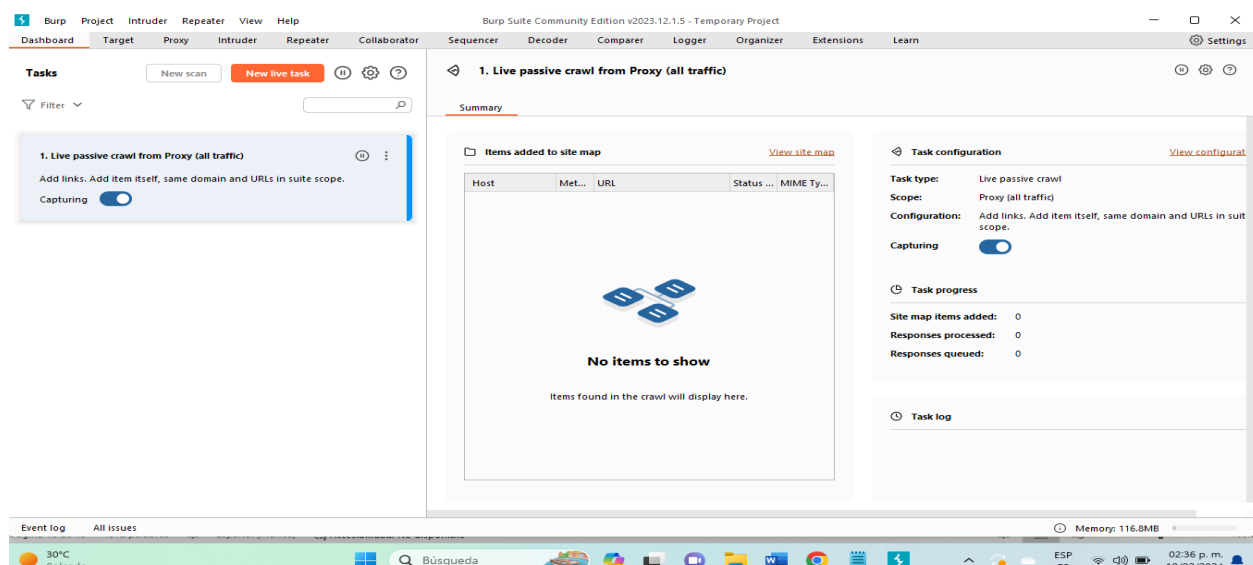 Burp Project Intruder Repeater View Help
Burp Suite Community Edition v2023.12.1.5 - Temporary Project
Dashboard Target Proxy Intruder Repeater Collaborator Sequencer Decoder Comparer Logger Organizer Extensions Learn Settings
Tasks
New scan
New live task
Filter
1. Live passive crawl from Proxy (all traffic)
Add links. Add item itself, same domain and URLs in suite scope.
Capturing
1. Live passive crawl from Proxy (all traffic)
Summary
Items added to site map
View site map
Host Met... URL Status ... MIME Ty...
No items to show
Items found in the crawl will display here.
Task configuration
View configurat
Task type: Live passive crawl
Scope: Proxy (all traffic)
Configuration: Add links. Add item itself, same domain and URLs in suit
scope.
Capturing
Task progress
Site map items added: 0
Responses processed: 0
Responses queued: 0
Task log
Event log All issues
Memory: 116.8MB
30°C
Búsqueda
ESP
02:36 p. m.